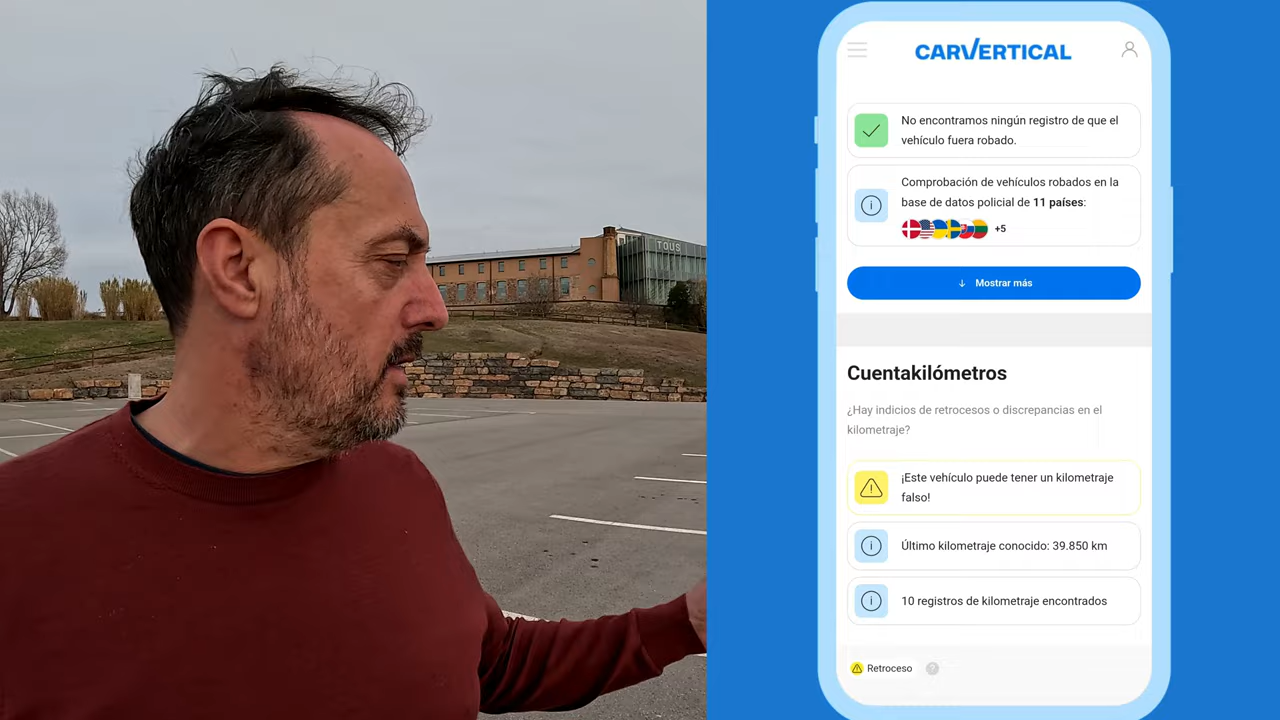 TOUS
CARVERTICAL
No encontramos ningún registro de que el
vehículo fuera robado.
Comprobación de vehículos robados en la
base de datos policial de 11 países:
+5
Mostrar más
Cuentakilómetros
¿Hay indicios de retrocesos o discrepancias en el
kilometraje?
¡Este vehículo puede tener un kilometraje
falso!
Último kilometraje conocido: 39.850 km
10 registros de kilometraje encontrados
Retroceso ?